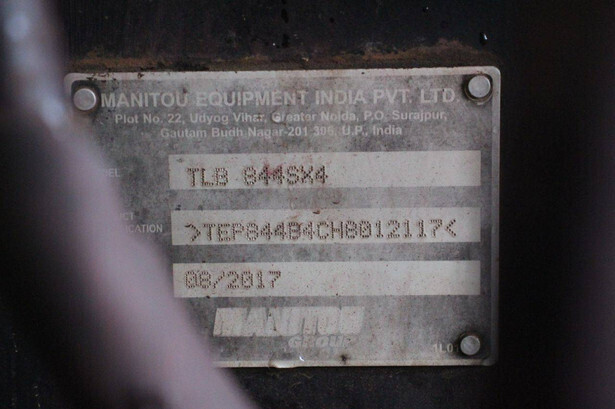 MANITOU EQUIPMENT INDIA PVT. LTD.
Plot No. 22, Udyog Vihar, Greater Noida, P.O. Surajpur,
Gautam Budh Nagar-201 306, U.P., India
TLB 844SX4
>TEP844B4CH8012117<
08/2017
MANITOU
GROUP